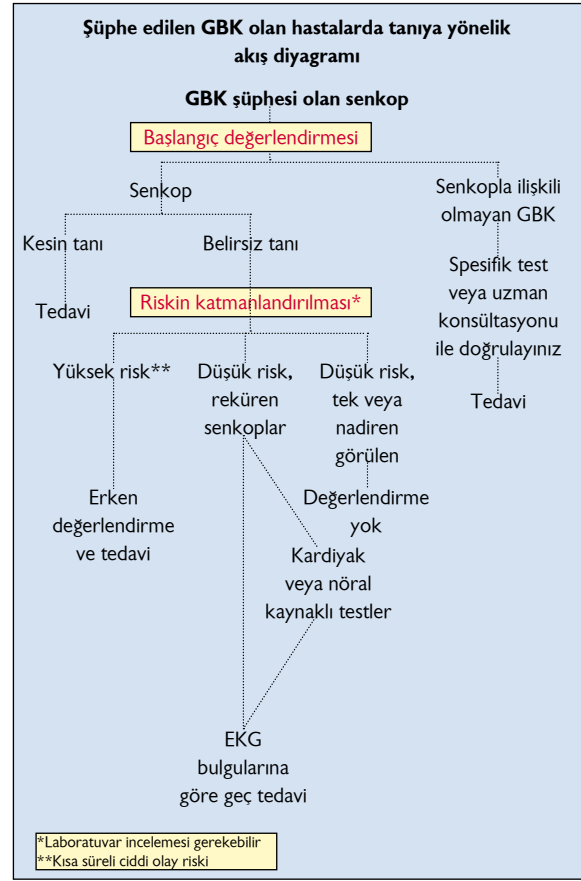 Şüphe edilen GBK olan hastalarda tanıya yönelik
akış diyagramı
GBK şüphesi olan senkop
Başlangıç değerlendirmesi
Senkop
Senkopla ilişkili
olmayan GBK
Kesin tanı
Belirsiz tanı
Spesifik test
veya uzman
konsültasyonu
ile doğrulayınız
Tedavi
Riskin katmanlandırılması*
Yüksek risk**
Düşük risk,
reküren
senkoplar
Düşük risk,
tek veya
nadiren
görülen
Tedavi
Erken
değerlendirme
ve tedavi
Değerlendirme
yok
Kardiyak
veya nöral
kaynaklı testler
EKG
bulgularına
göre geç tedavi
*Laboratuvar incelemesi gerekebilir
**Kısa süreli ciddi olay riski